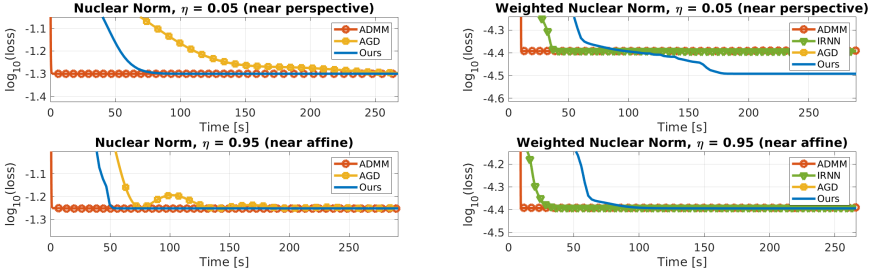 Nuclear Norm, η = 0.05 (near perspective)
log10(loss)
-1.1
-1.2
-1.3
-1.4
ADMM
AGD
Ours
0 50 100 150 200 250
Time [s]
Weighted Nuclear Norm, η = 0.05 (near perspective)
log10(loss)
-4.3
-4.4
-4.5
-4.6
ADMM
IRNN
AGD
Ours
0 50 100 150 200 250
Time [s]
Nuclear Norm, η = 0.95 (near affine)
log10(loss)
-1.1
-1.2
-1.3
ADMM
AGD
Ours
0 50 100 150 200 250
Time [s]
Weighted Nuclear Norm, η = 0.95 (near affine)
log10(loss)
-4.2
-4.3
-4.4
-4.5
ADMM
IRNN
AGD
Ours
0 50 100 150 200 250
Time [s]